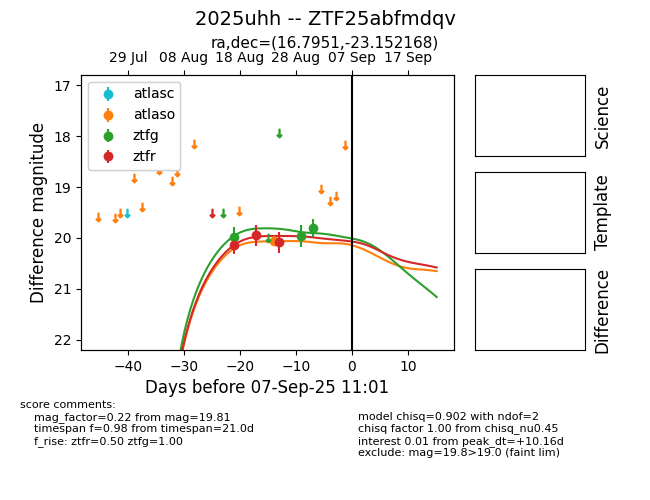 2025uhh -- ZTF25abfmdqv
ra,dec=(16.7951,-23.152168)
29 Jul 08 Aug 18 Aug 28 Aug 07 Sep 17 Sep
atlasc
atlaso
ztfg
ztfr
17
18
19
20
21
22
Difference magnitude
−40 −30 −20 −10 0 10
Days before 07-Sep-25 11:01
Science
Template
Difference
score comments:
mag_factor=0.22 from mag=19.81
timespan f=0.98 from timespan=21.0d
f_rise: ztfr=0.50 ztfg=1.00
model chisq=0.902 with ndof=2
chisq factor 1.00 from chisq_nu0.45
interest 0.01 from peak_dt=+10.16d
exclude: mag=19.8>19.0 (faint lim)